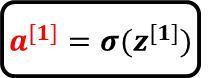 a^[1] = σ(z^[1])